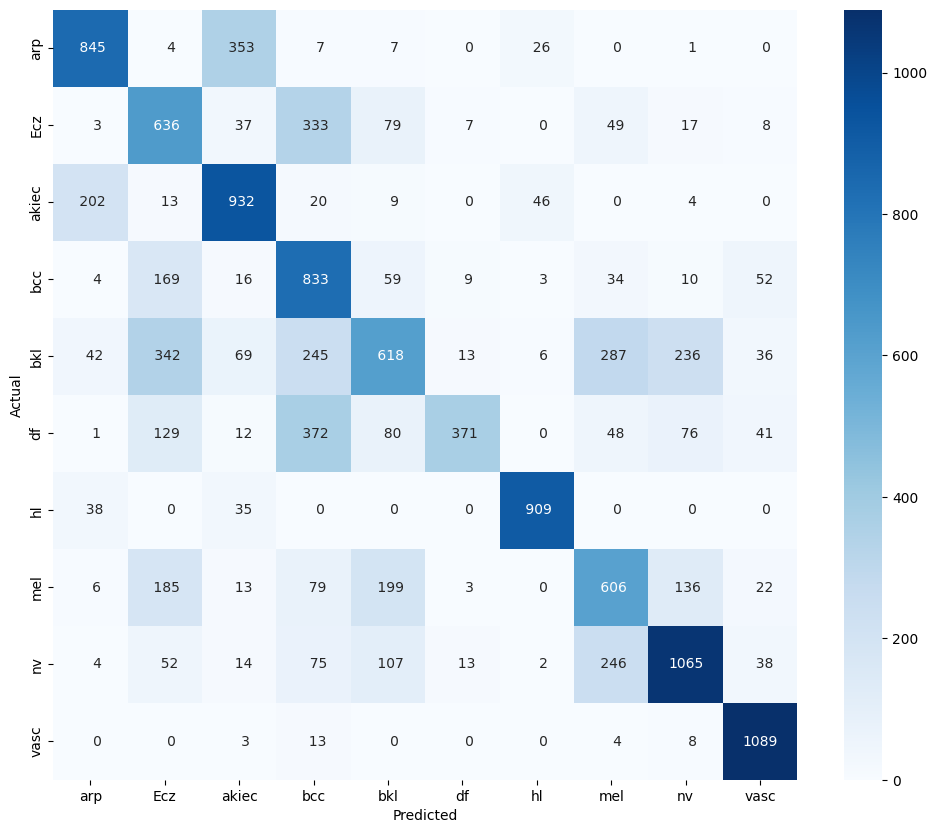 arp 845 4 353 7 7 0 26 0 1 0
Ecz 3 636 37 333 79 7 0 49 17 8
akiec 202 13 932 20 9 0 46 0 4 0
bcc 4 169 16 833 59 9 3 34 10 52
bkl 42 342 69 245 618 13 6 287 236 36
df 1 129 12 372 80 371 0 48 76 41
hl 38 0 35 0 0 0 909 0 0 0
mel 6 185 13 79 199 3 0 606 136 22
nv 4 52 14 75 107 13 2 246 1065 38
vasc 0 0 3 13 0 0 0 4 8 1089
arp Ecz akiec bcc bkl df hl mel nv vasc
Predicted
Actual
1000
800
600
400
200
0